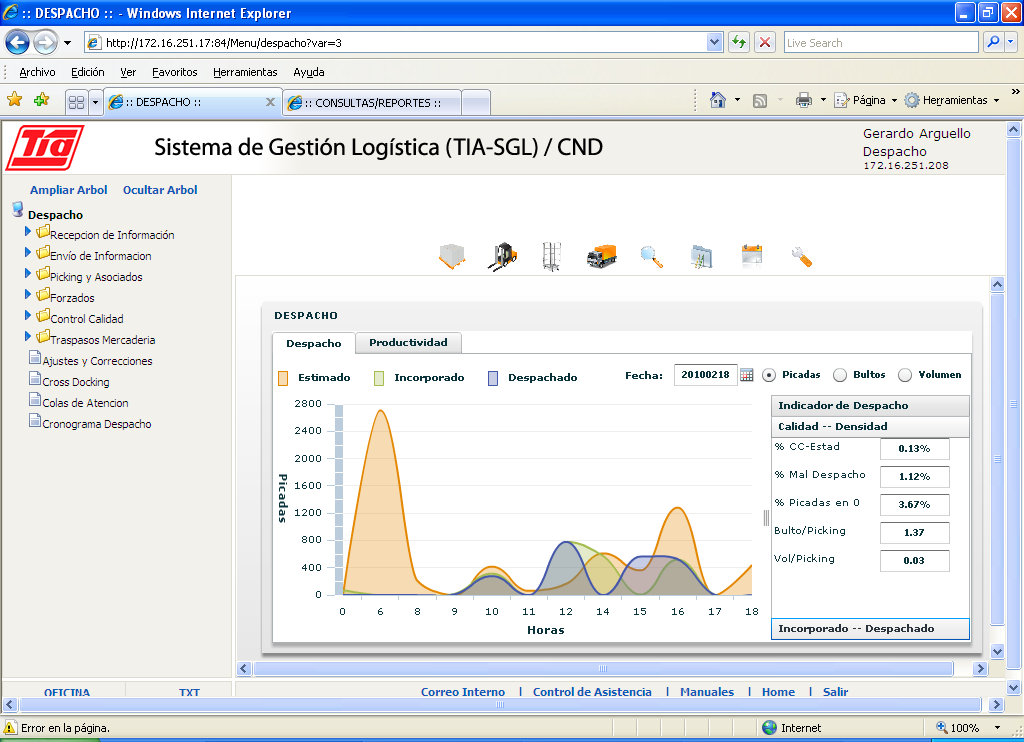 :: DESPACHO :: - Windows Internet Explorer
http://172.16.251.17:84/Menu/despacho?var=3
Live Search
Archivo Edición Ver Favoritos Herramientas Ayuda
:: DESPACHO :: :: CONSULTAS/REPORTES :: Página Herramientas »
Tia Sistema de Gestión Logística (TIA-SGL) / CND
Gerardo Arguello
Despacho
172.16.251.208
Ampliar Arbol Ocultar Arbol
Despacho
Recepcion de Información
Envío de Informacion
Picking y Asociados
Forzados
Control Calidad
Traspasos Mercaderia
Ajustes y Correcciones
Cross Docking
Colas de Atencion
Cronograma Despacho
DESPACHO
Despacho Productividad
Estimado Incorporado Despachado Fecha: 20100218 Picadas Bultos Volumen
2800
2400
2000
1600
1200
800
400
0
Picadas
0 6 8 9 10 11 12 14 15 16 17 18
Horas
Indicador de Despacho
Calidad -- Densidad
% CC-Estad 0.13%
% Mal Despacho 1.12%
% Picadas en 0 3.67%
Bulto/Picking 1.37
Vol/Picking 0.03
Incorporado -- Despachado
OFICINA TXT
Correo Interno | Control de Asistencia | Manuales | Home | Salir
Error en la página. Internet 100%